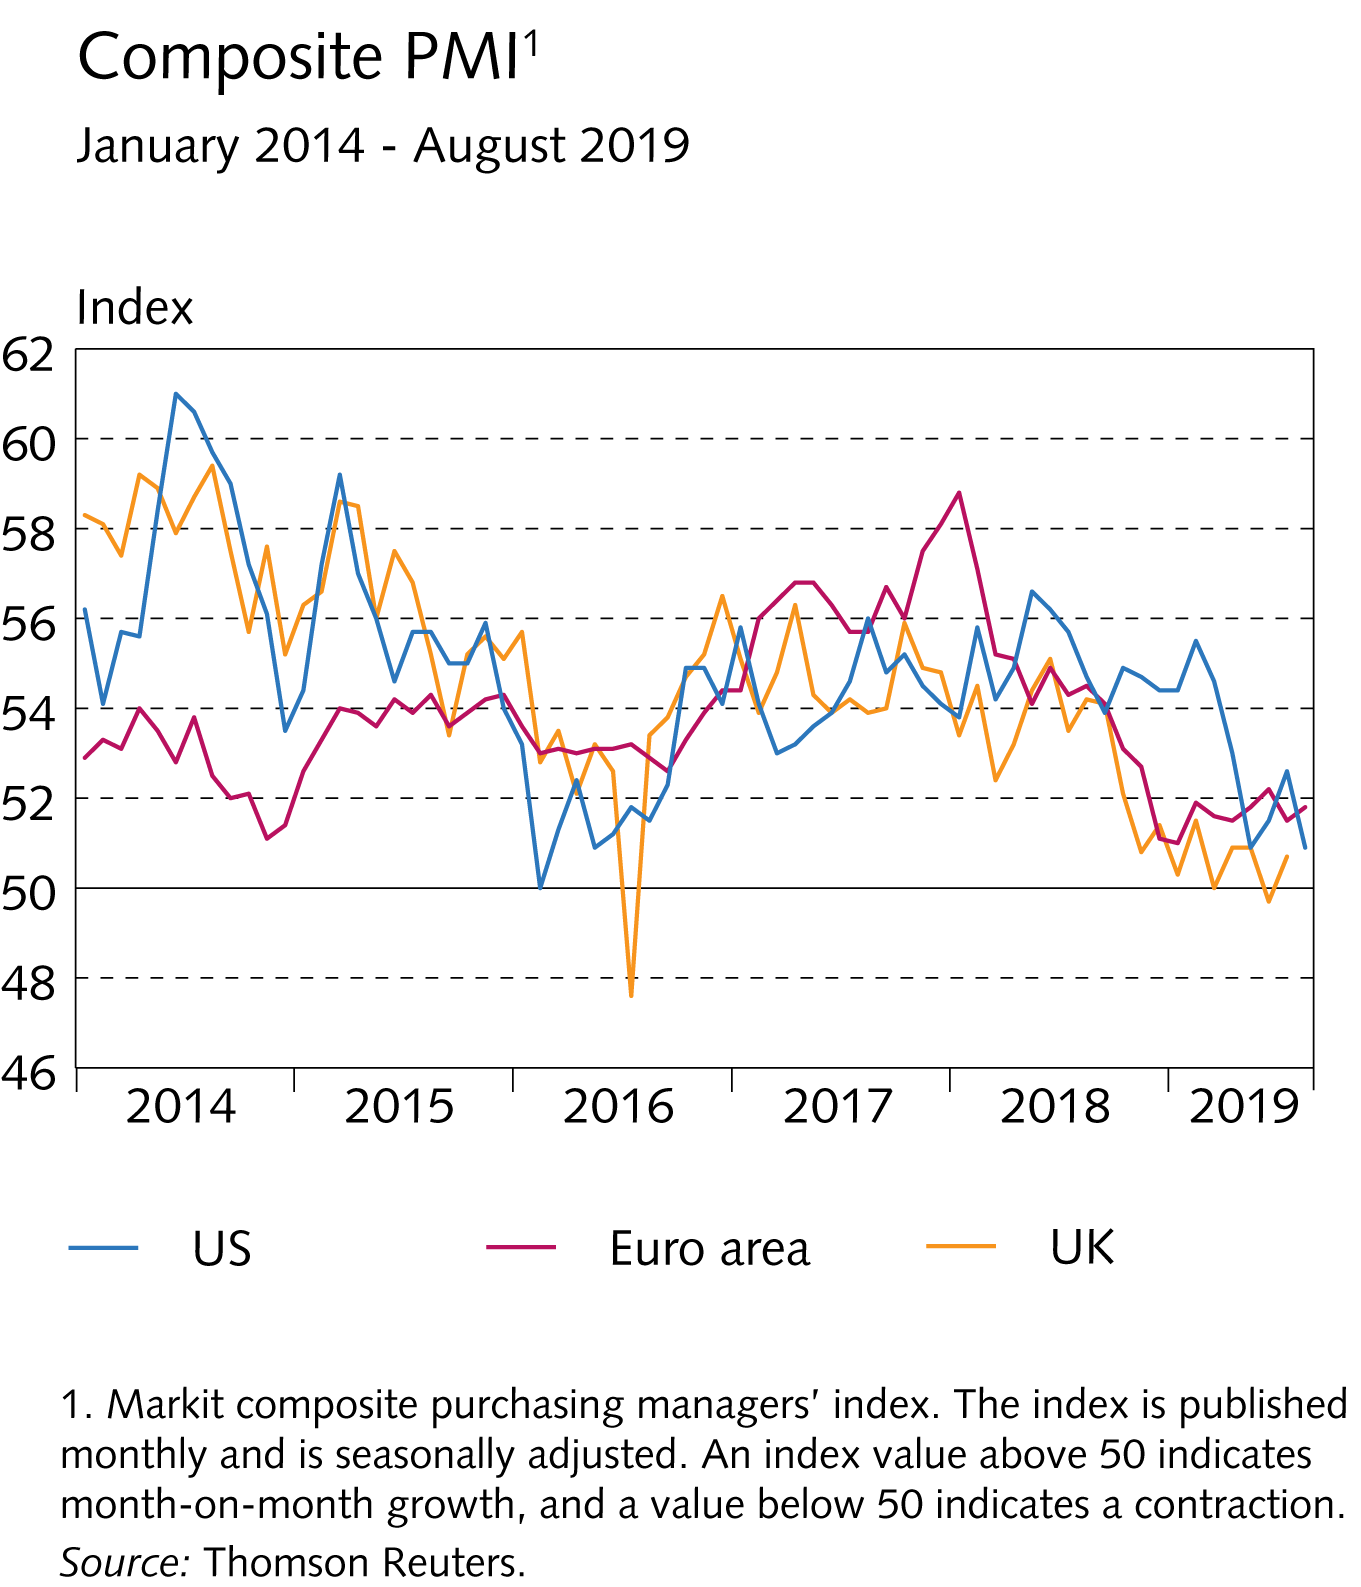 Composite PMI¹
January 2014 - August 2019
Index
62
60
58
56
54
52
50
48
46
2014 2015 2016 2017 2018 2019
US Euro area UK
1. Markit composite purchasing managers’ index. The index is published
monthly and is seasonally adjusted. An index value above 50 indicates
month-on-month growth, and a value below 50 indicates a contraction.
Source: Thomson Reuters.